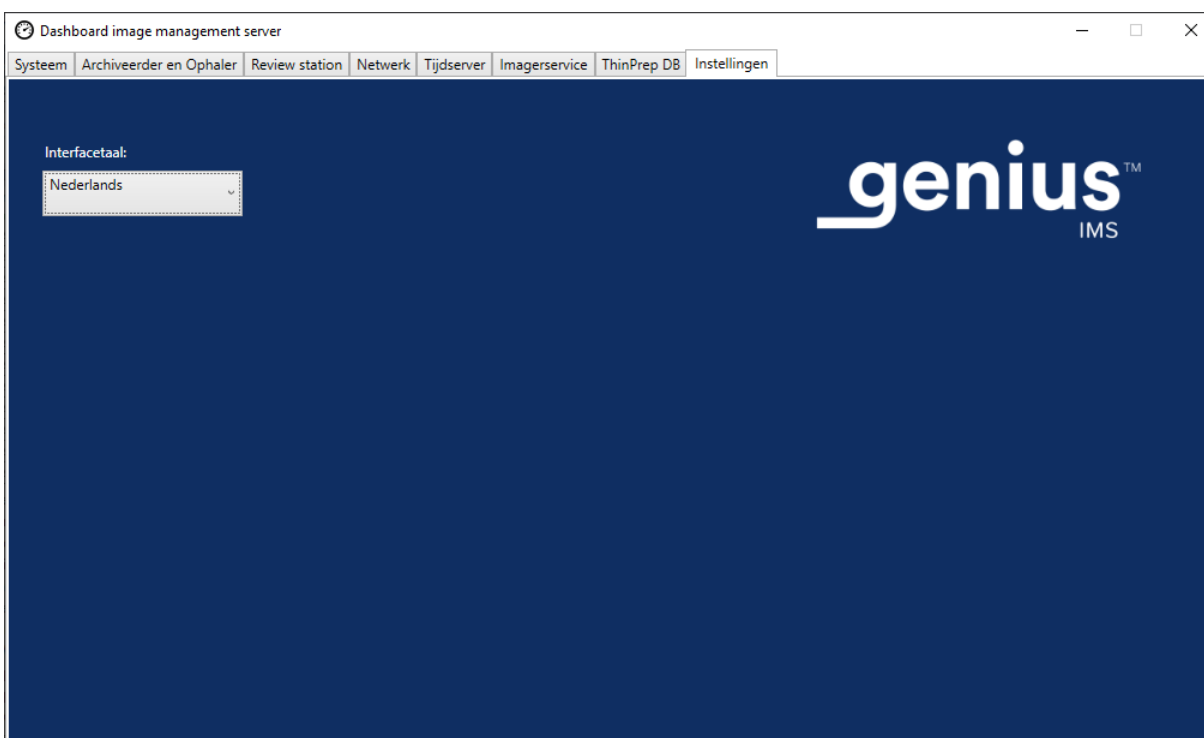 Dashboard image management server
Systeem Archiveerder en Ophaler Review station Netwerk Tijdserver Imagerservice ThinPrep DB Instellingen
Interfacetaal:
Nederlands
genius™
IMS